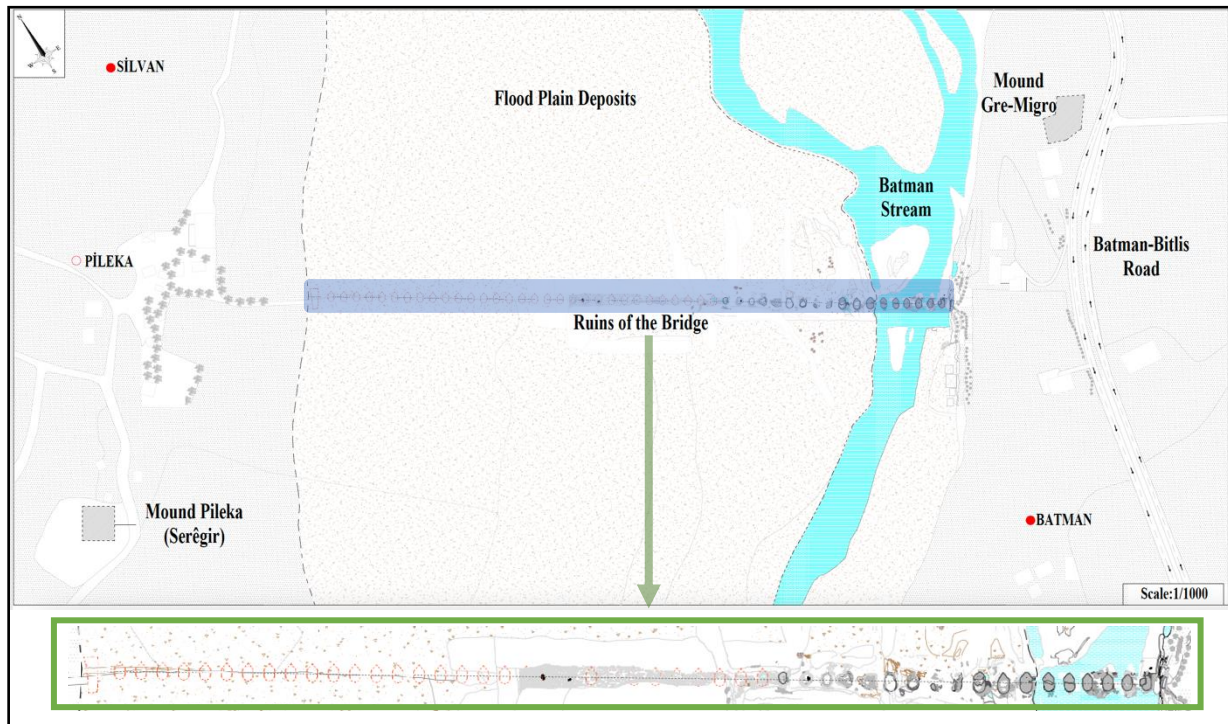 SİLVAN
Flood Plain Deposits
Mound
Gre-Migro
Batman
Stream
PİLEKA
Batman-Bitlis
Road
Ruins of the Bridge
Mound Pileka
(Serêgir)
BATMAN
Scale:1/1000